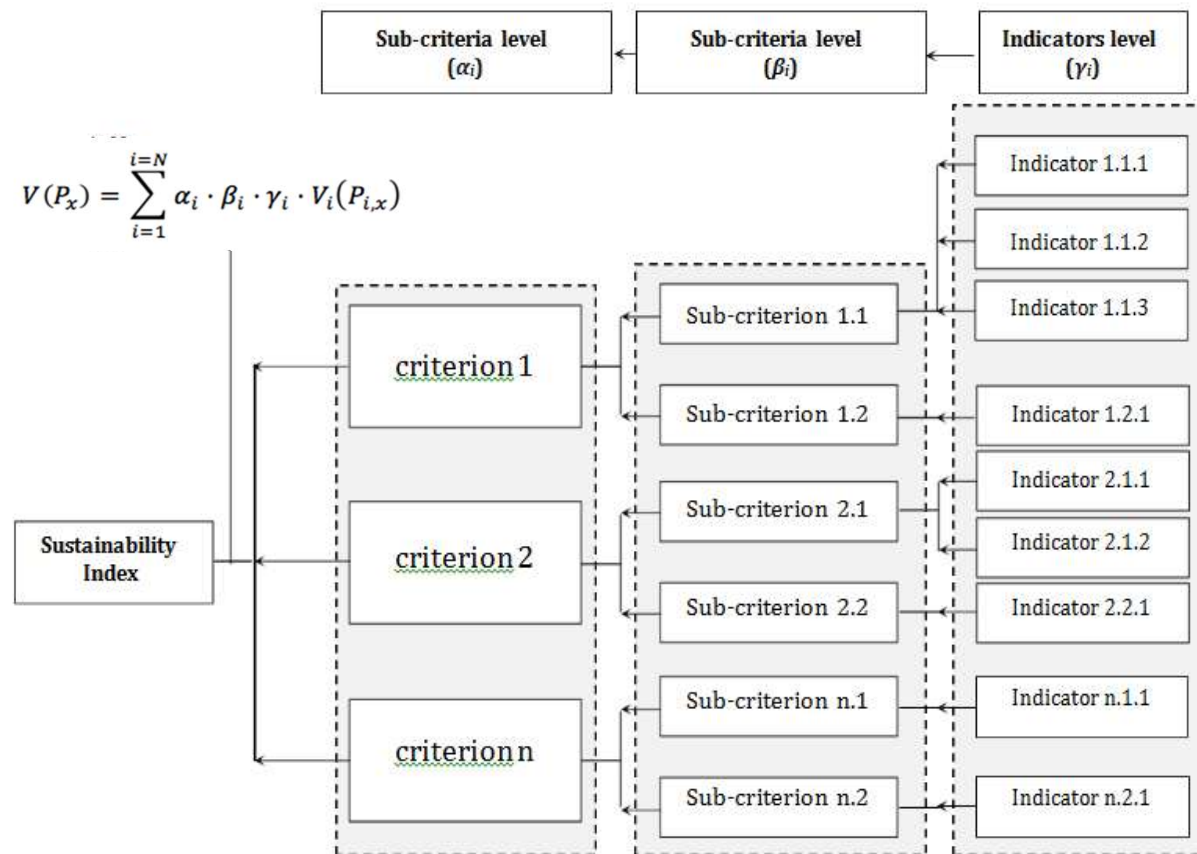 Sub-criteria level
(αᵢ)
Sub-criteria level
(βᵢ)
Indicators level
(γᵢ)
V(Pₓ) = ∑ᵢ₌₁ⁱ⁼ᴺ αᵢ · βᵢ · γᵢ · Vᵢ(Pᵢ,ₓ)
Indicator 1.1.1
Indicator 1.1.2
Sub-criterion 1.1
Indicator 1.1.3
criterion 1
Sub-criterion 1.2
Indicator 1.2.1
Indicator 2.1.1
Sub-criterion 2.1
Indicator 2.1.2
Sustainability
Index
criterion 2
Sub-criterion 2.2
Indicator 2.2.1
Sub-criterion n.1
Indicator n.1.1
criterion n
Sub-criterion n.2
Indicator n.2.1